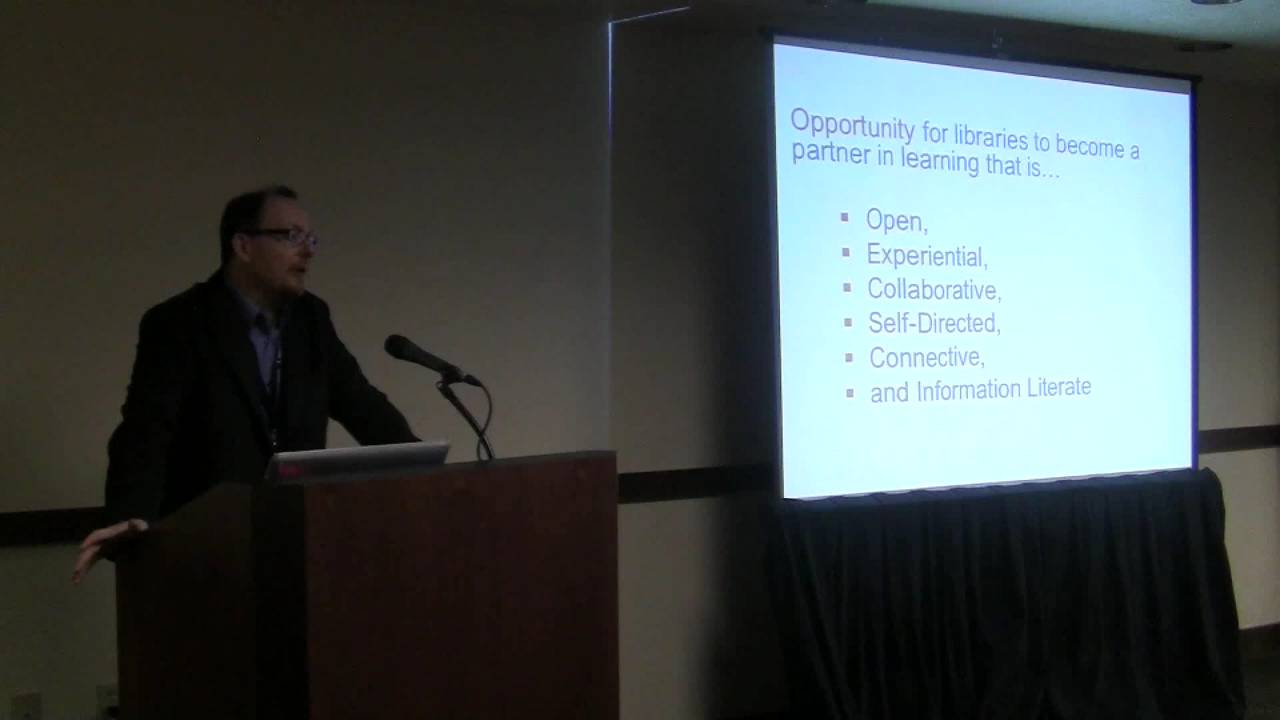 Opportunity for libraries to become a
partner in learning that is...
Open,
Experiential,
Collaborative,
Self-Directed,
Connective,
and Information Literate